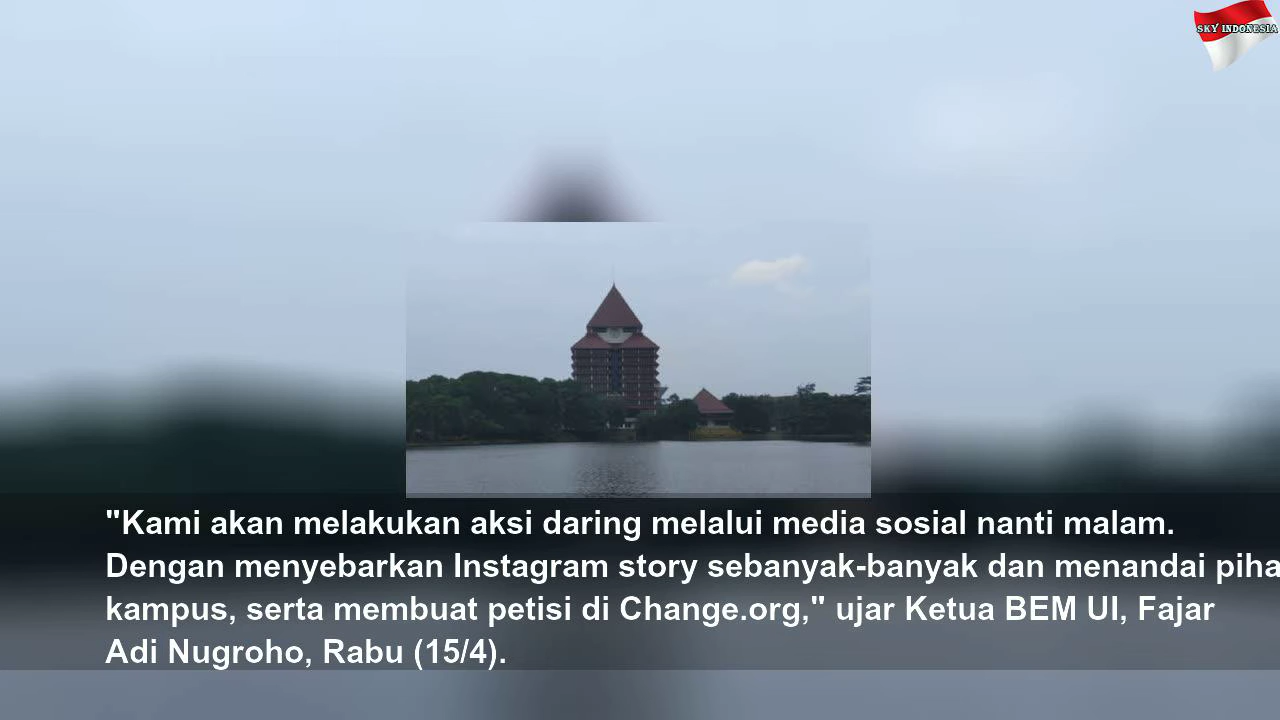 SKY INDONESIA
"Kami akan melakukan aksi daring melalui media sosial nanti malam.
Dengan menyebarkan Instagram story sebanyak-banyak dan menandai piha
kampus, serta membuat petisi di Change.org," ujar Ketua BEM UI, Fajar
Adi Nugroho, Rabu (15/4).